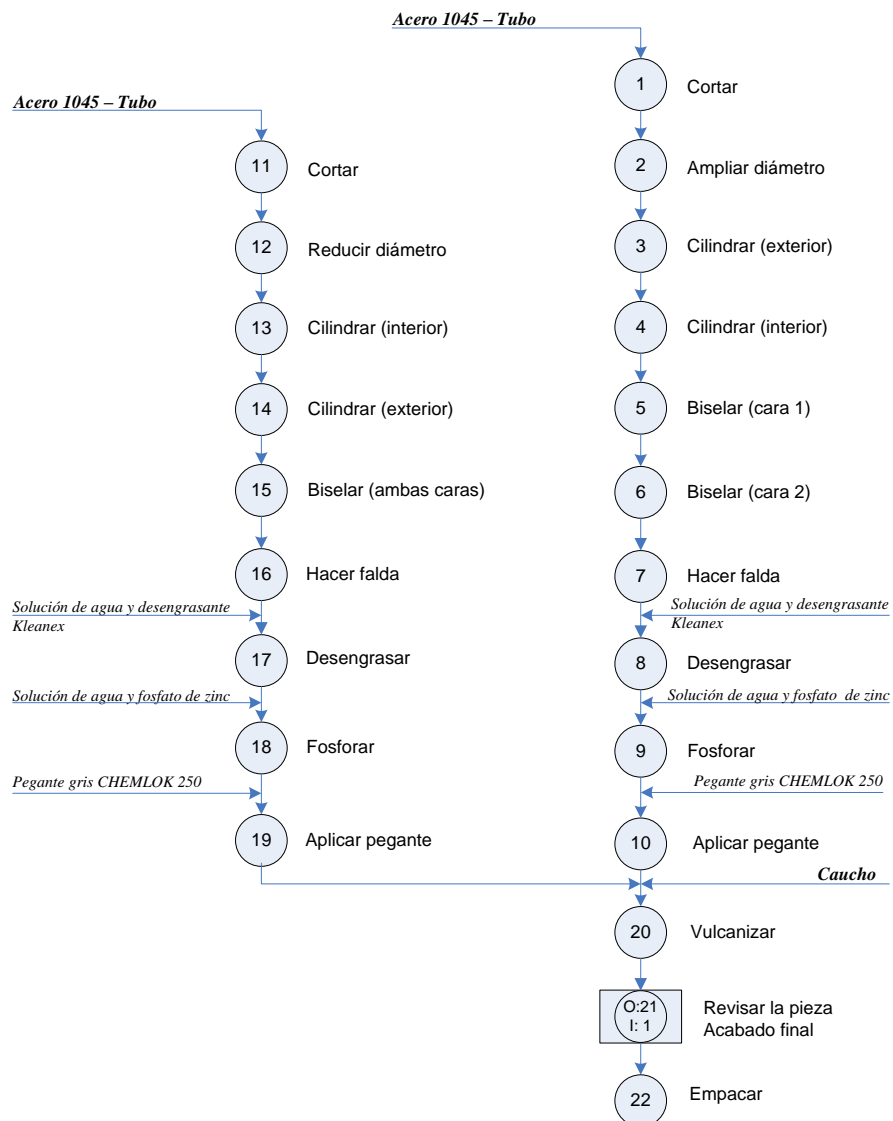 Acero 1045 – Tubo
1
Cortar
Acero 1045 – Tubo
11
Cortar
2
Ampliar diámetro
12
Reducir diámetro
3
Cilindrar (exterior)
13
Cilindrar (interior)
4
Cilindrar (interior)
14
Cilindrar (exterior)
5
Biselar (cara 1)
15
Biselar (ambas caras)
6
Biselar (cara 2)
16
Hacer falda
7
Hacer falda
Solución de agua y desengrasante
Kleanex
Solución de agua y desengrasante
Kleanex
17
Desengrasar
8
Desengrasar
Solución de agua y fosfato de zinc
Solución de agua y fosfato de zinc
18
Fosforar
9
Fosforar
Pegante gris CHEMLOK 250
Pegante gris CHEMLOK 250
19
Aplicar pegante
10
Aplicar pegante
Caucho
20
Vulcanizar
O:21
I: 1
Revisar la pieza
Acabado final
22
Empacar